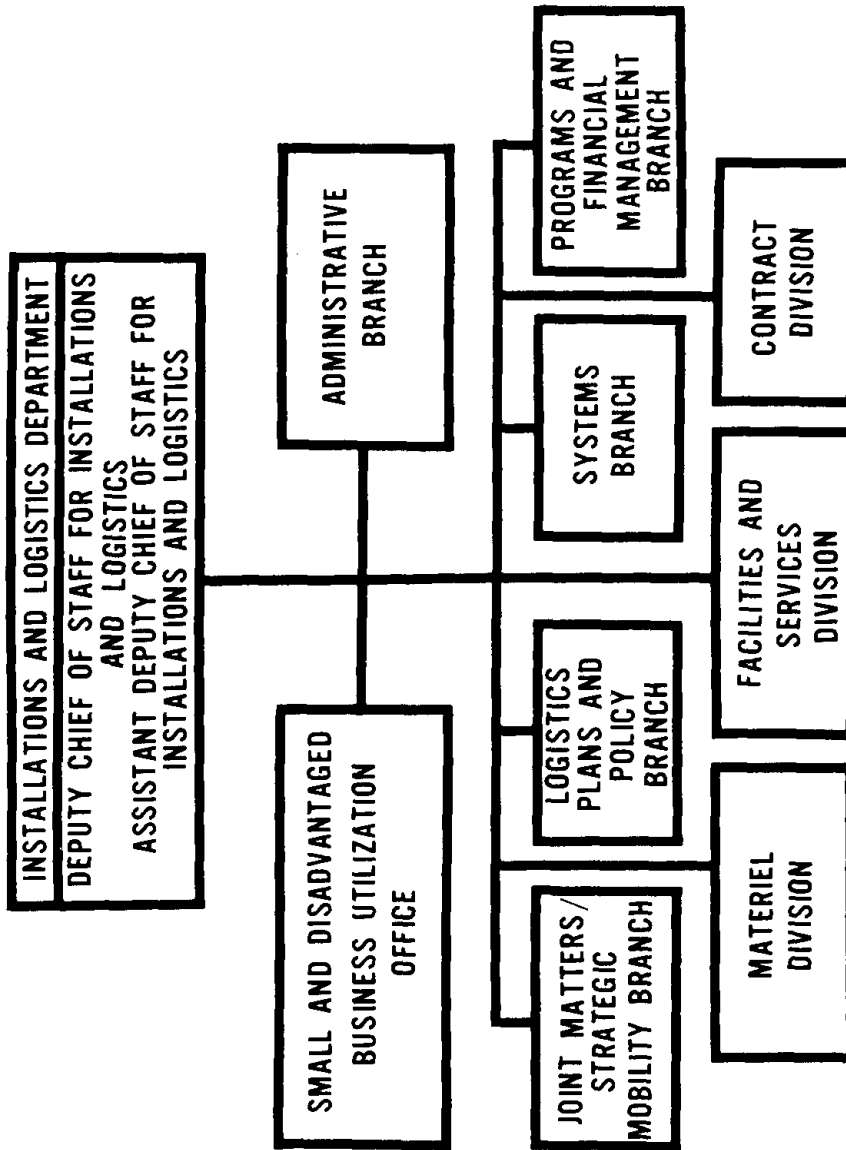 INSTALLATIONS AND LOGISTICS DEPARTMENT
DEPUTY CHIEF OF STAFF FOR INSTALLATIONS
AND LOGISTICS
ASSISTANT DEPUTY CHIEF OF STAFF FOR
INSTALLATIONS AND LOGISTICS
SMALL AND DISADVANTAGED
BUSINESS UTILIZATION
OFFICE
ADMINISTRATIVE
BRANCH
JOINT MATTERS/
STRATEGIC
MOBILITY BRANCH
LOGISTICS
PLANS AND
POLICY
BRANCH
SYSTEMS
BRANCH
PROGRAMS AND
FINANCIAL
MANAGEMENT
BRANCH
MATERIEL
DIVISION
FACILITIES AND
SERVICES
DIVISION
CONTRACT
DIVISION